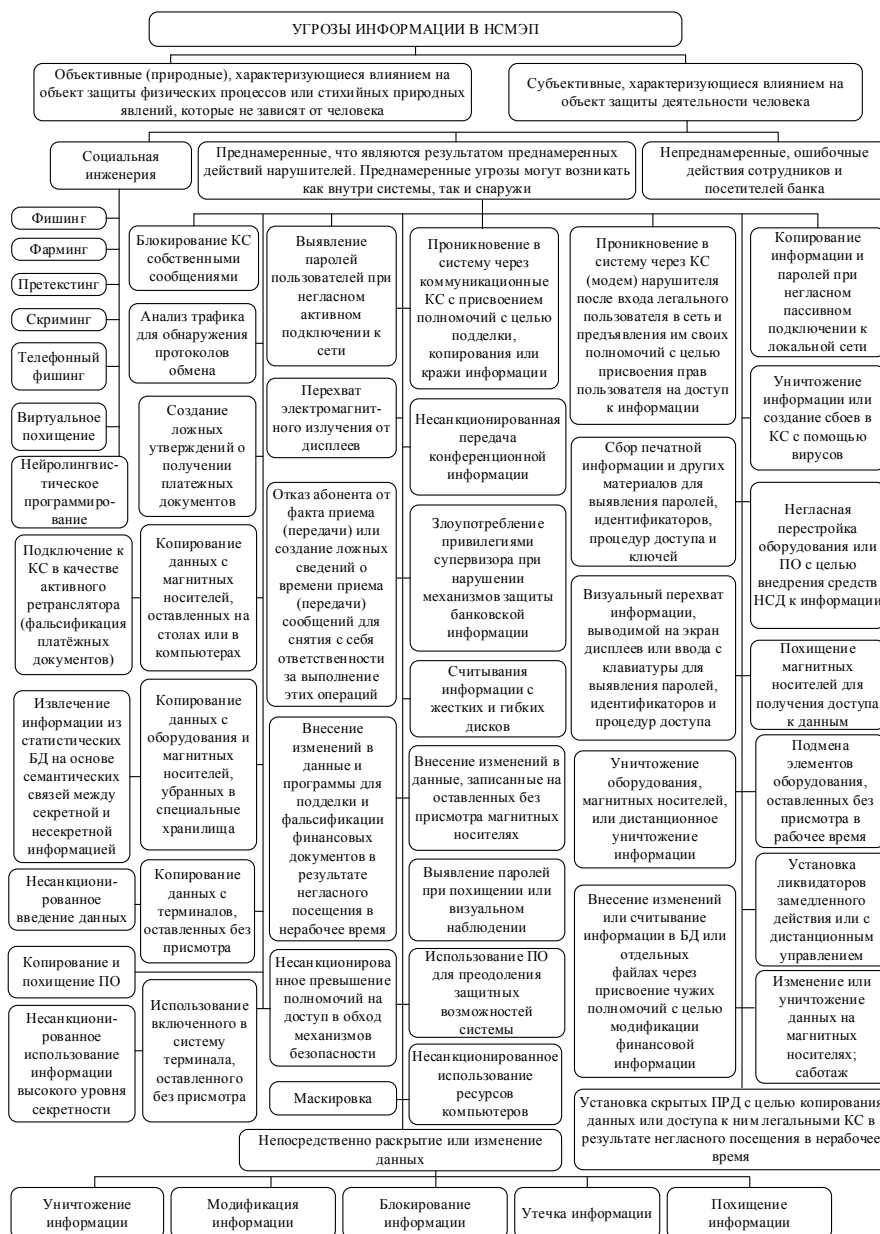 УГРОЗЫ ИНФОРМАЦИИ В НСМЭП
Объективные (природные), характеризующиеся влиянием на
объект защиты физических процессов или стихийных природных
явлений, которые не зависят от человека
Субъективные, характеризующиеся влиянием на
объект защиты деятельности человека
Социальная
инженерия
Преднамеренные, что являются результатом преднамеренных
действий нарушителей. Преднамеренные угрозы могут возникать
как внутри системы, так и снаружи
Непреднамеренные, ошибочные
действия сотрудников и
посетителей банка
Фишинг
Фарминг
Претекстинг
Скриминг
Телефонный
фишинг
Виртуальное
похищение
Нейролингвис-
тическое
программиро-
вание
Подключение к
КС в качестве
активного
ретранслятора
(фальсификация
платёжных
документов)
Извлечение
информации из
статистических
БД на основе
семантических
связей между
секретной и
несекретной
информацией
Несанкциони-
рованное
введение данных
Копирование и
похищение ПО
Несанкциони-
рованное
использование
информации
высокого уровня
секретности
Блокирование КС
собственными
сообщениями
Анализ трафика
для обнаружения
протоколов
обмена
Создание
ложных
утверждений о
получении
платежных
документов
Копирование
данных с
магнитных
носителей,
оставленных на
столах или в
компьютерах
Копирование
данных с
оборудования и
магнитных
носителей,
убранных в
специальные
хранилища
Копирование
данных с
терминалов,
оставленных без
присмотра
Использование
включенного в
систему
терминала,
оставленного
без присмотра
Выявление
паролей
пользователей при
негласном
активном
подключении к
сети
Перехват
электромагнит-
ного излучения от
дисплеев
Отказ абонента от
факта приема
(передачи) или
создание ложных
сведений о
времени приема
(передачи)
сообщений для
снятия с себя
ответственности
за выполнение
этих операций
Внесение
изменений в
данные и
программы для
подделки и
фальсификации
финансовых
документов в
результате
негласного
посещения в
нерабочее время
Несанкционирова
нное превышение
полномочий на
доступ в обход
механизмов
безопасности
Маскировка
Проникновение в
систему через
коммуникационные
КС с присвоением
полномочий с целью
подделки,
копирования или
кражи информации
Несанкционированная
передача
конференционной
информации
Злоупотребление
привилегиями
супервизора при
нарушении
механизмов защиты
банковской
информации
Считывания
информации с
жестких и гибких
дисков
Внесение изменений в
данные, записанные на
оставленных без
присмотра магнитных
носителях
Выявление паролей
при похищении или
визуальном
наблюдении
Использование ПО
для преодоления
защитных
возможностей
системы
Несанкционированное
использование
ресурсов
компьютеров
Проникновение в
систему через КС
(модем) нарушителя
после входа легального
пользователя в сеть и
предъявления им своих
полномочий с целью
присвоения прав
пользователя на доступ
к информации
Сбор печатной
информации и других
материалов для
выявления паролей,
идентификаторов,
процедур доступа и
ключей
Визуальный перехват
информации,
выводимой на экран
дисплеев или ввода с
клавиатуры для
выявления паролей,
идентификаторов и
процедур доступа
Уничтожение
оборудования,
магнитных носителей,
или дистанционное
уничтожение
информации
Внесение изменений
или считывание
информации в БД или
отдельных
файлах через
присвоение чужих
полномочий с целью
модификации
финансовой
информации
Копирование
информации и
паролей при
негласном
пассивном
подключении к
локальной сети
Уничтожение
информации или
создание сбоев
в КС с помощью
вирусов
Негласная
перестройка
оборудования или
ПО с целью
внедрения средств
НСД к информации
Похищение
магнитных
носителей для
получения доступа
к данным
Подмена
элементов
оборудования,
оставленных без
присмотра в
рабочее время
Установка
ликвидаторов
замедленного
действия или с
дистанционным
управлением
Изменение или
уничтожение
данных на
магнитных
носителях;
саботаж
Установка скрытых ПРД с целью копирования
данных или доступа к ним легальными КС в
результате негласного посещения в нерабочее
время
Непосредственно раскрытие или изменение
данных
Уничтожение
информации
Модификация
информации
Блокирование
информации
Утечка информации
Похищение
информации